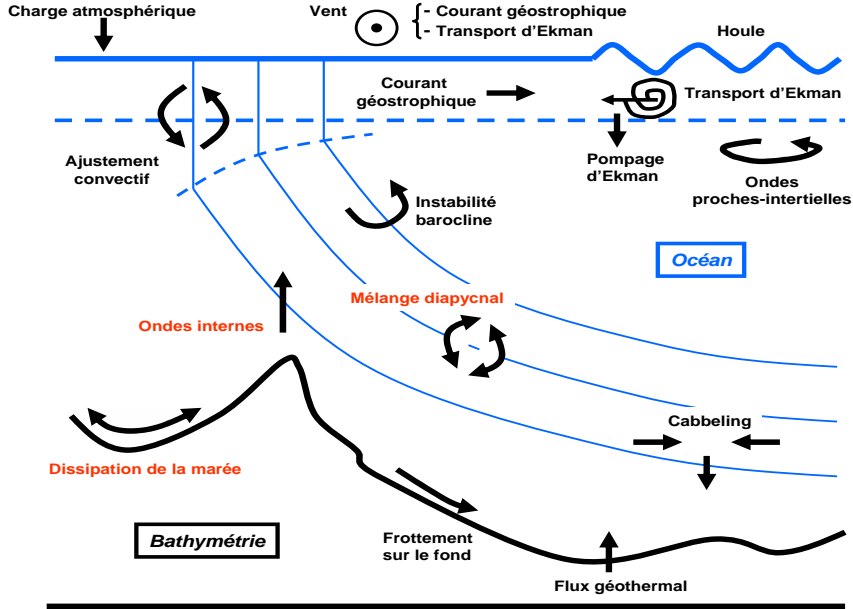 Charge atmosphérique
Vent
- Courant géostrophique
- Transport d'Ekman
Houle
Courant
géostrophique
Transport d'Ekman
Ajustement
convectif
Pompage
d'Ekman
Ondes
proches-intertielles
Instabilité
barocline
Océan
Mélange diapycnal
Ondes internes
Cabbeling
Dissipation de la marée
Bathymétrie
Frottement
sur le fond
Flux géothermal